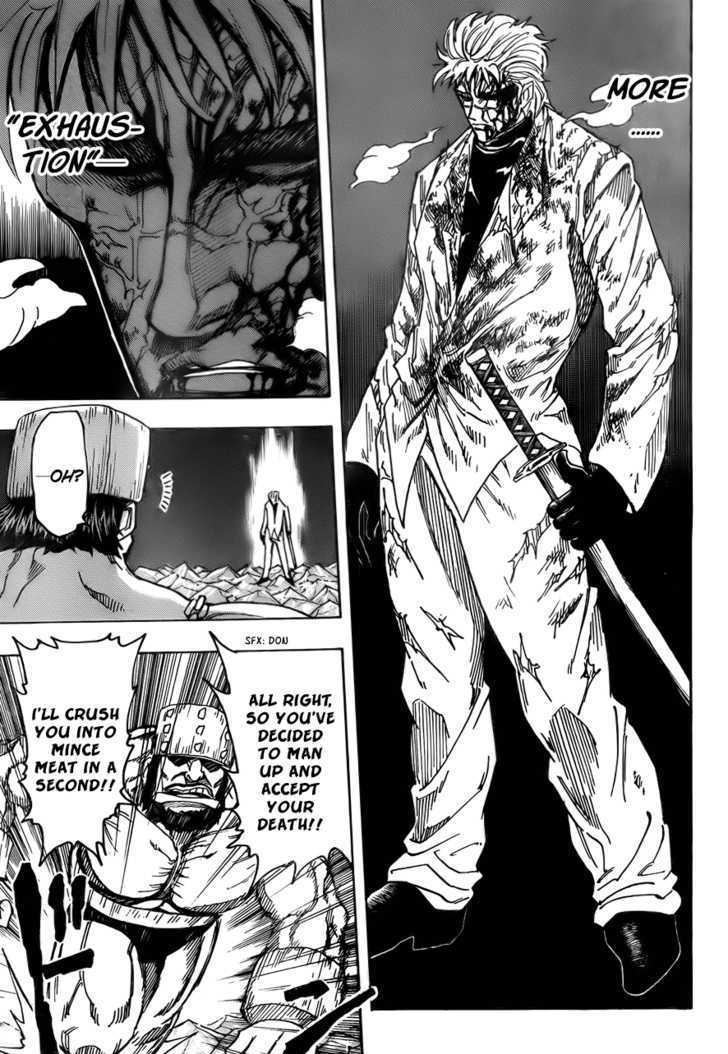 MORE
......
"EXHAUS-
TION"—
OH?
SFX: DON
ALL RIGHT,
SO YOU'VE
DECIDED
TO MAN
UP AND
ACCEPT
YOUR
DEATH!!
I'LL CRUSH
YOU INTO
MINCE
MEAT IN A
SECOND!!